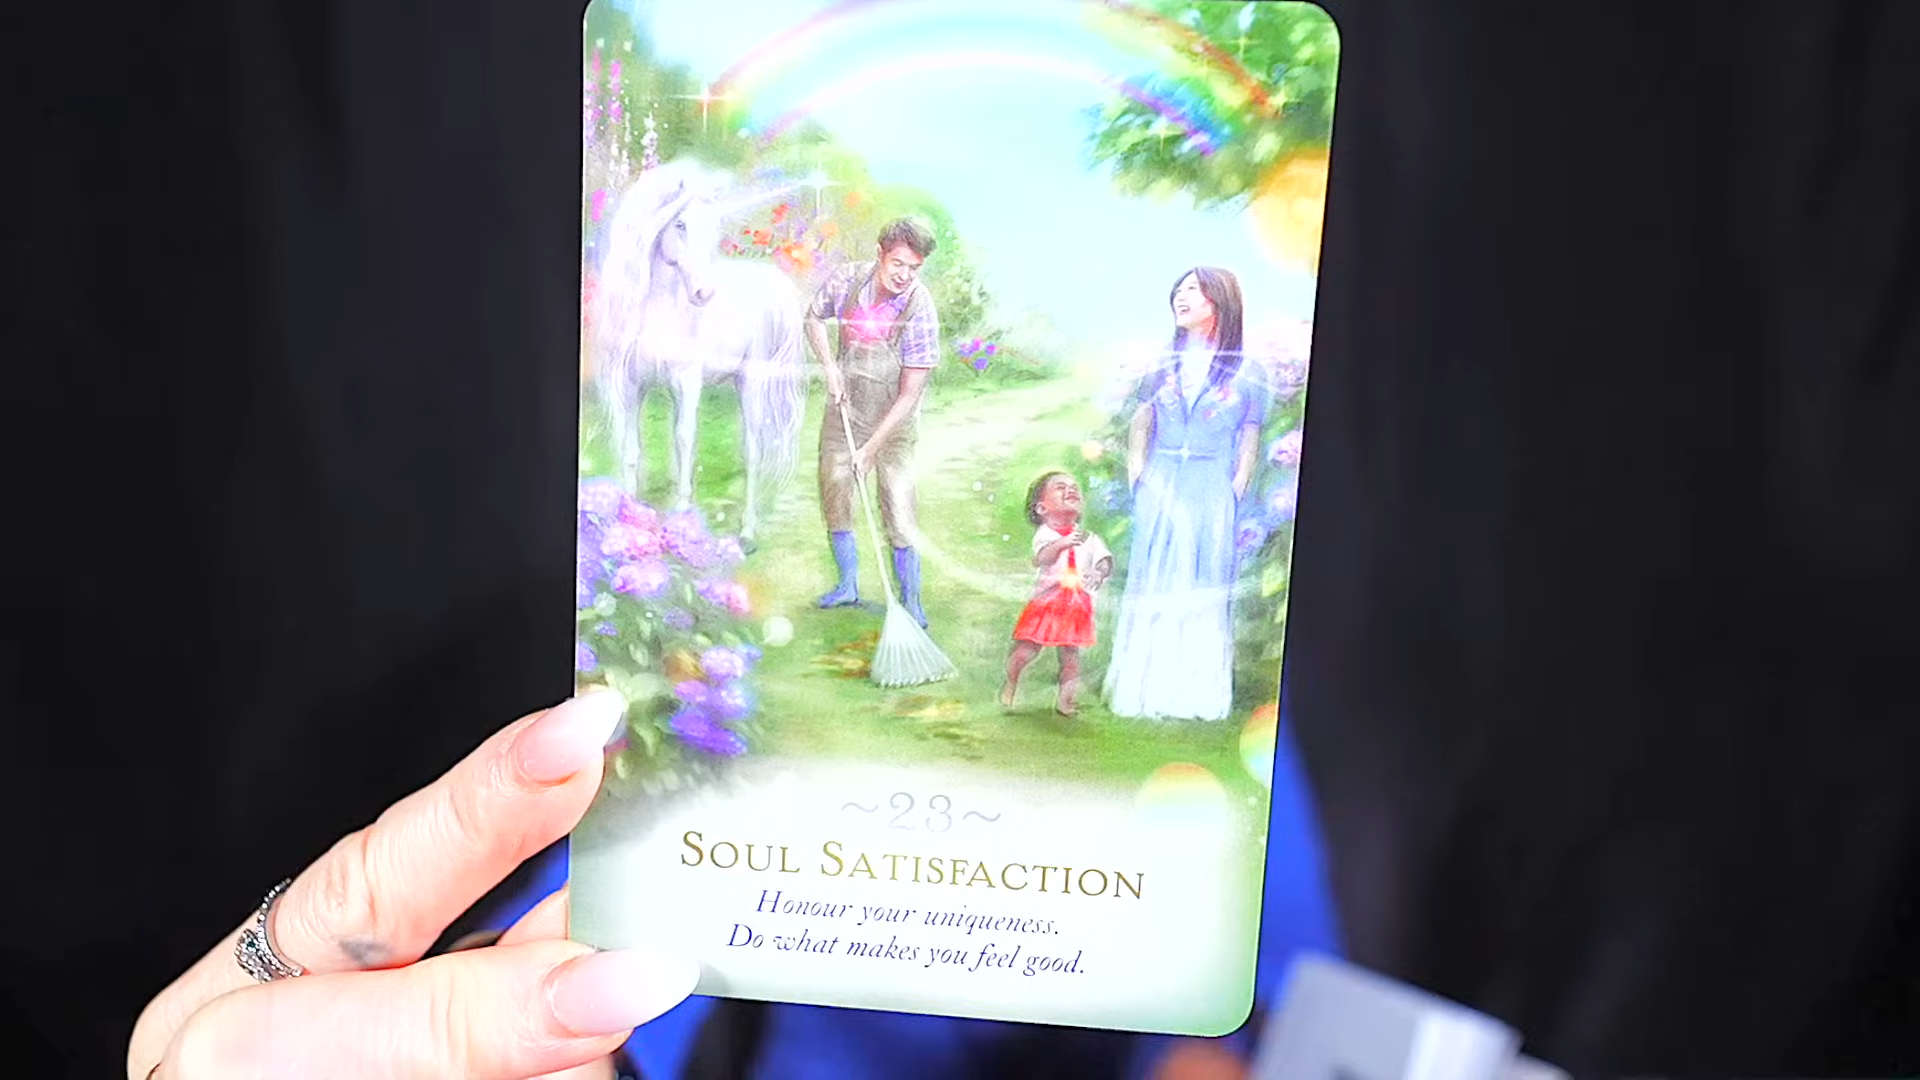 ~23~
SOUL SATISFACTION
Honour your uniqueness.
Do what makes you feel good.